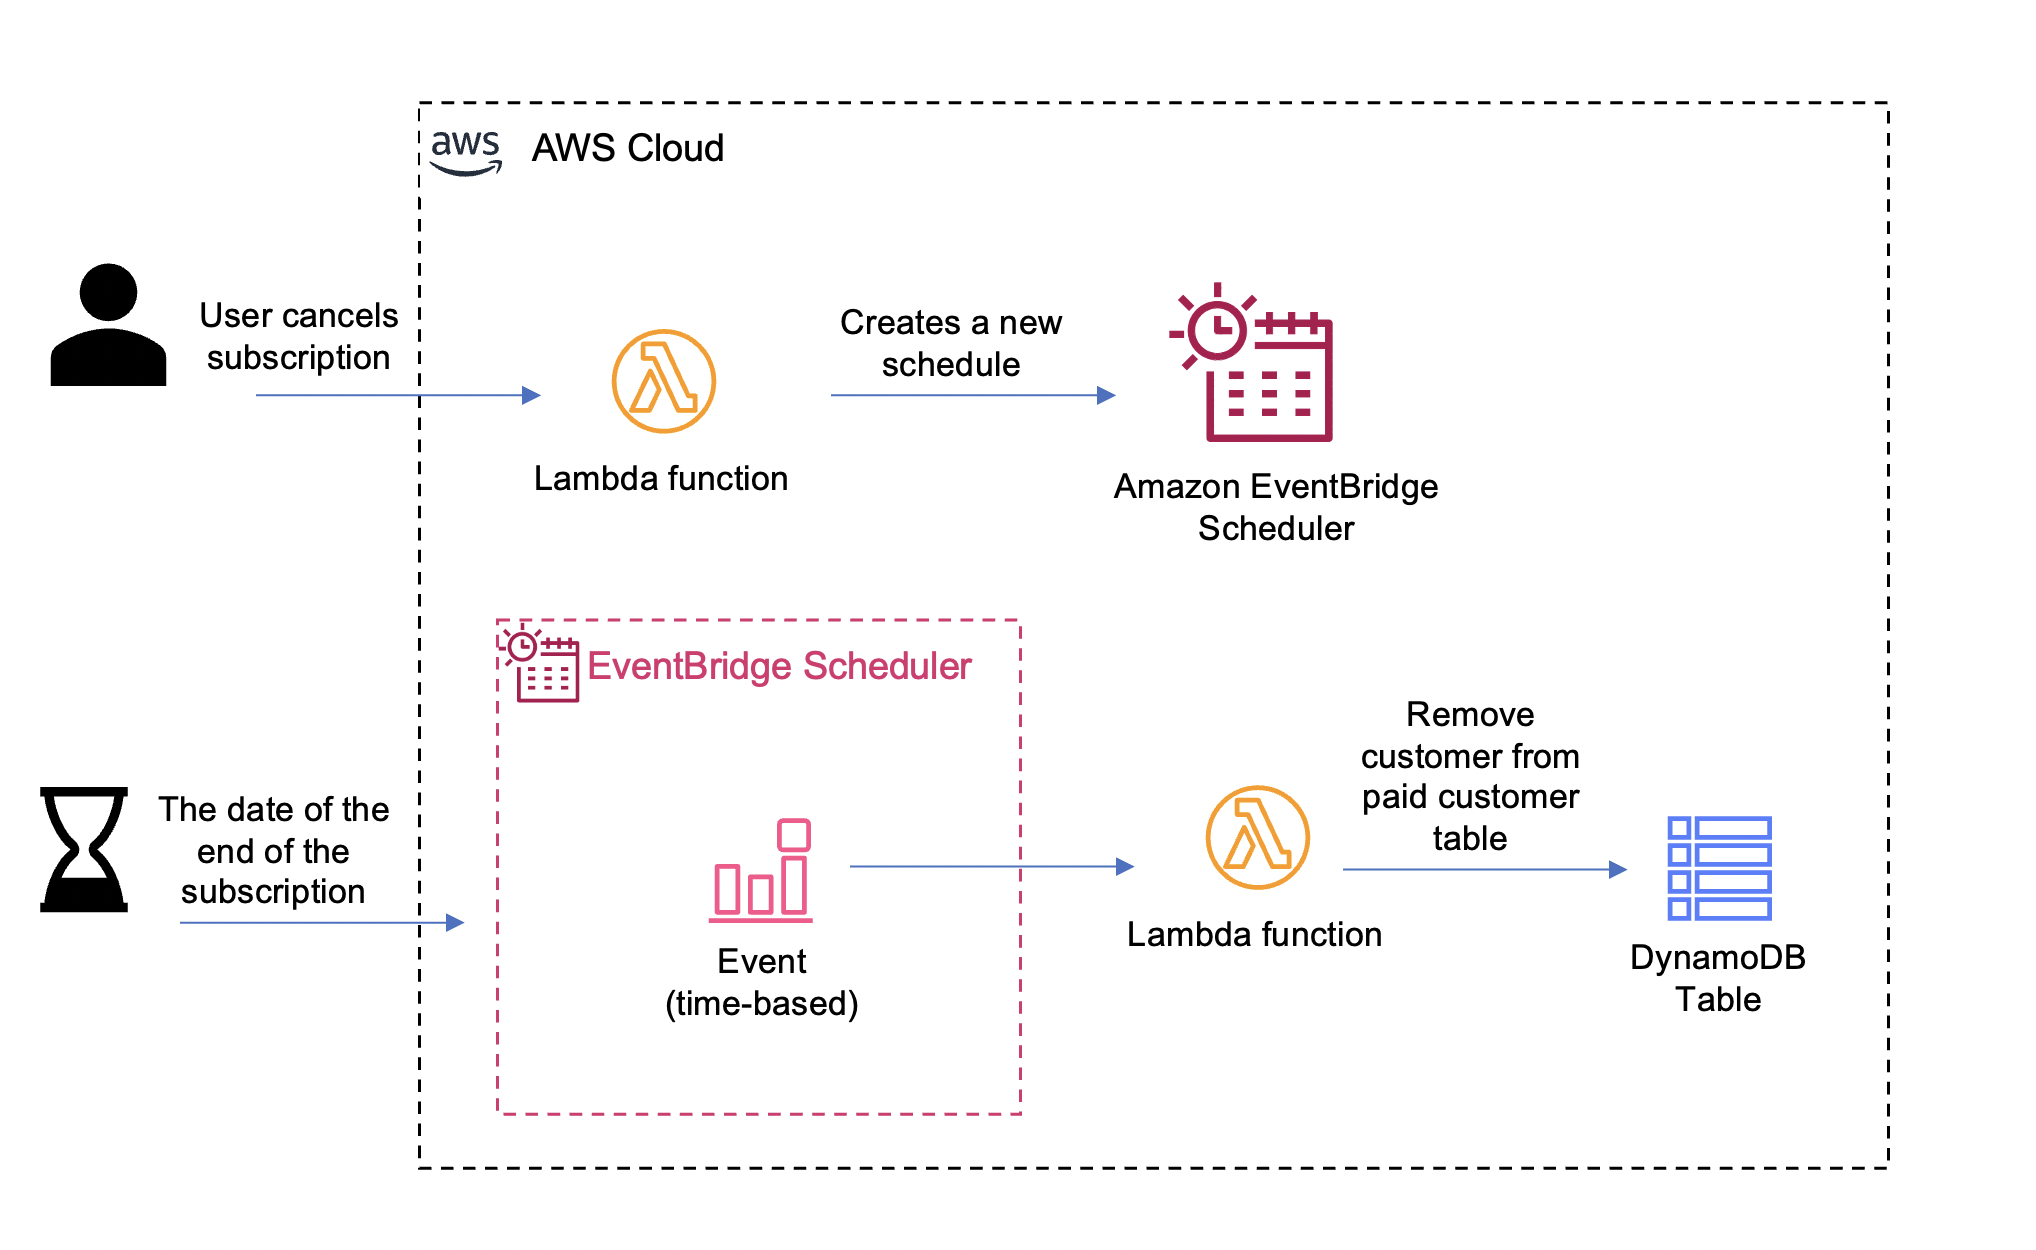 aws
AWS Cloud
User cancels
subscription
Creates a new
schedule
Lambda function
Amazon EventBridge
Scheduler
EventBridge Scheduler
The date of the
end of the
subscription
Event
(time-based)
Lambda function
Remove
customer from
paid customer
table
DynamoDB
Table